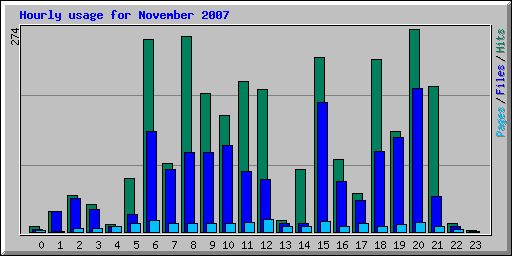 Hourly usage for November 2007
274
Pages / Files / Hits
0 1 2 3 4 5 6 7 8 9 10 11 12 13 14 15 16 17 18 19 20 21 22 23